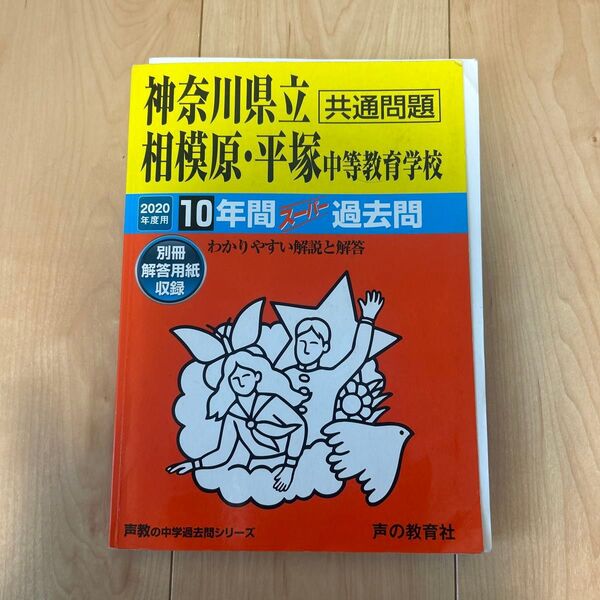 神奈川県立 共通問題
相模原・平塚中等教育学校
2020年度用 10年間スーパー過去問
わかりやすい解説と解答
別冊
解答用紙
収録
声教の中学過去問シリーズ
声の教育社